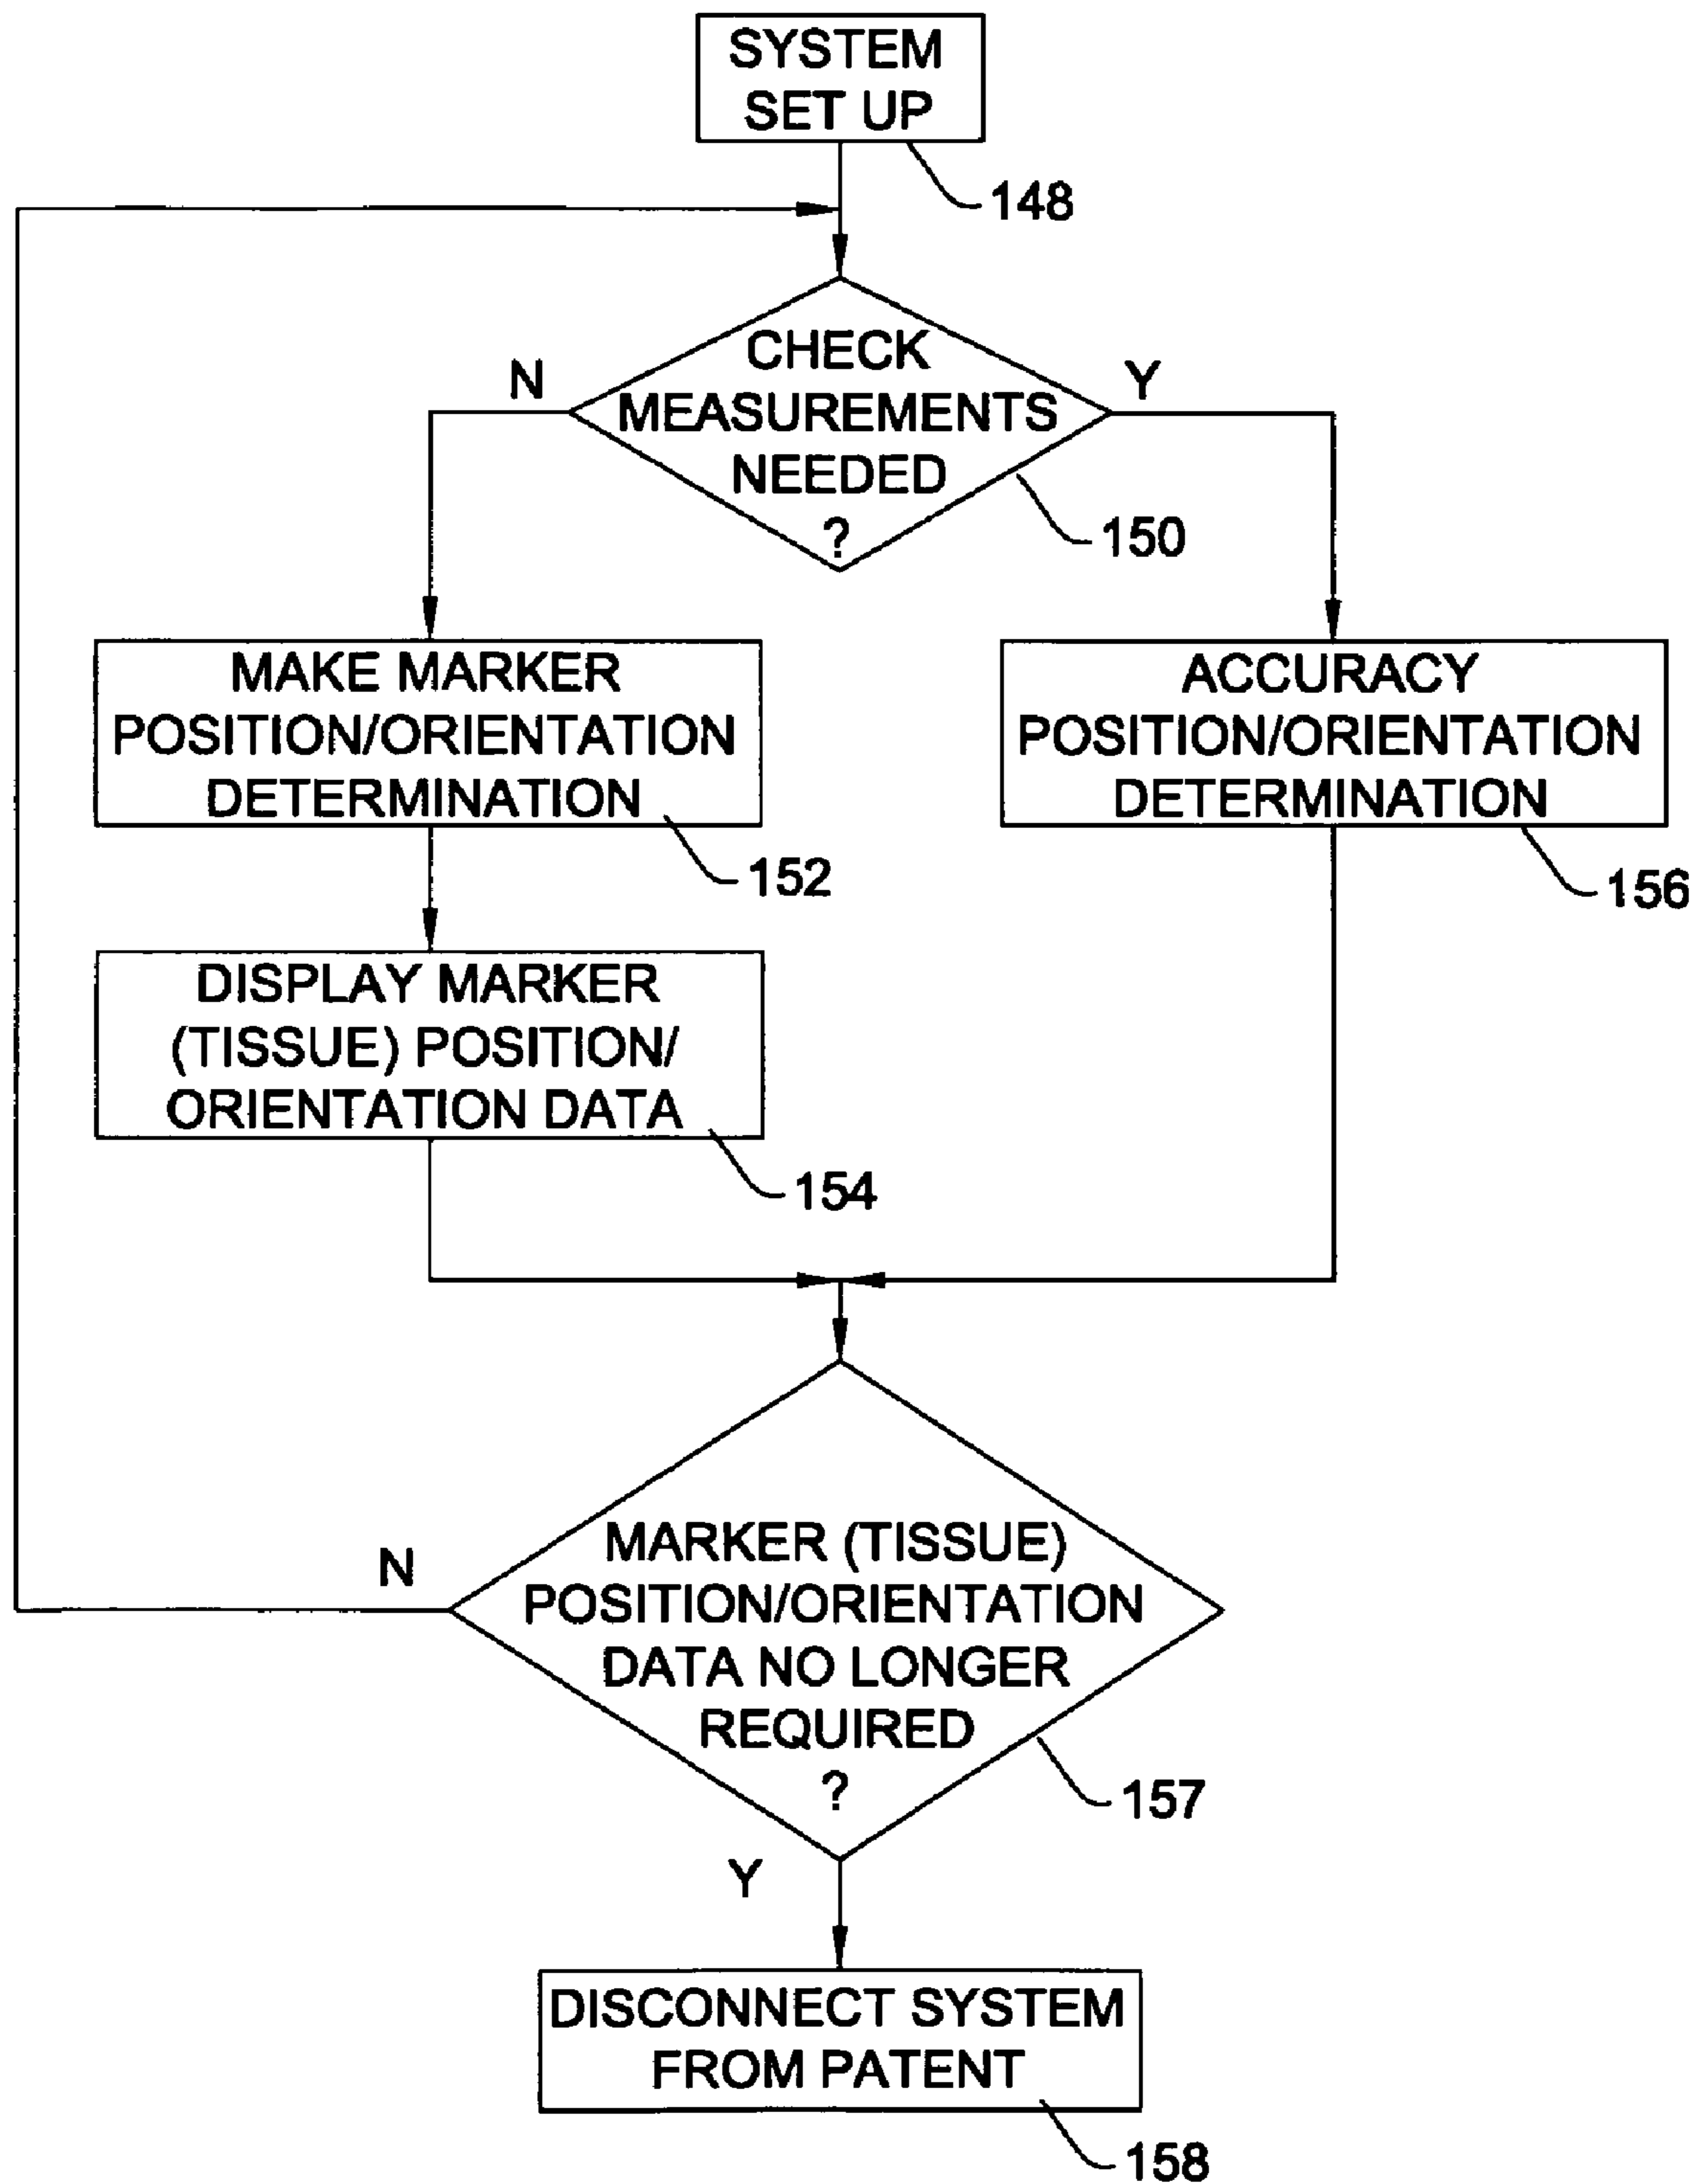 SYSTEM
SET UP
148
CHECK
MEASUREMENTS
NEEDED
?
N
Y
150
MAKE MARKER
POSITION/ORIENTATION
DETERMINATION
152
ACCURACY
POSITION/ORIENTATION
DETERMINATION
156
DISPLAY MARKER
(TISSUE) POSITION/
ORIENTATION DATA
154
MARKER (TISSUE)
POSITION/ORIENTATION
DATA NO LONGER
REQUIRED
?
N
157
Y
DISCONNECT SYSTEM
FROM PATENT
158